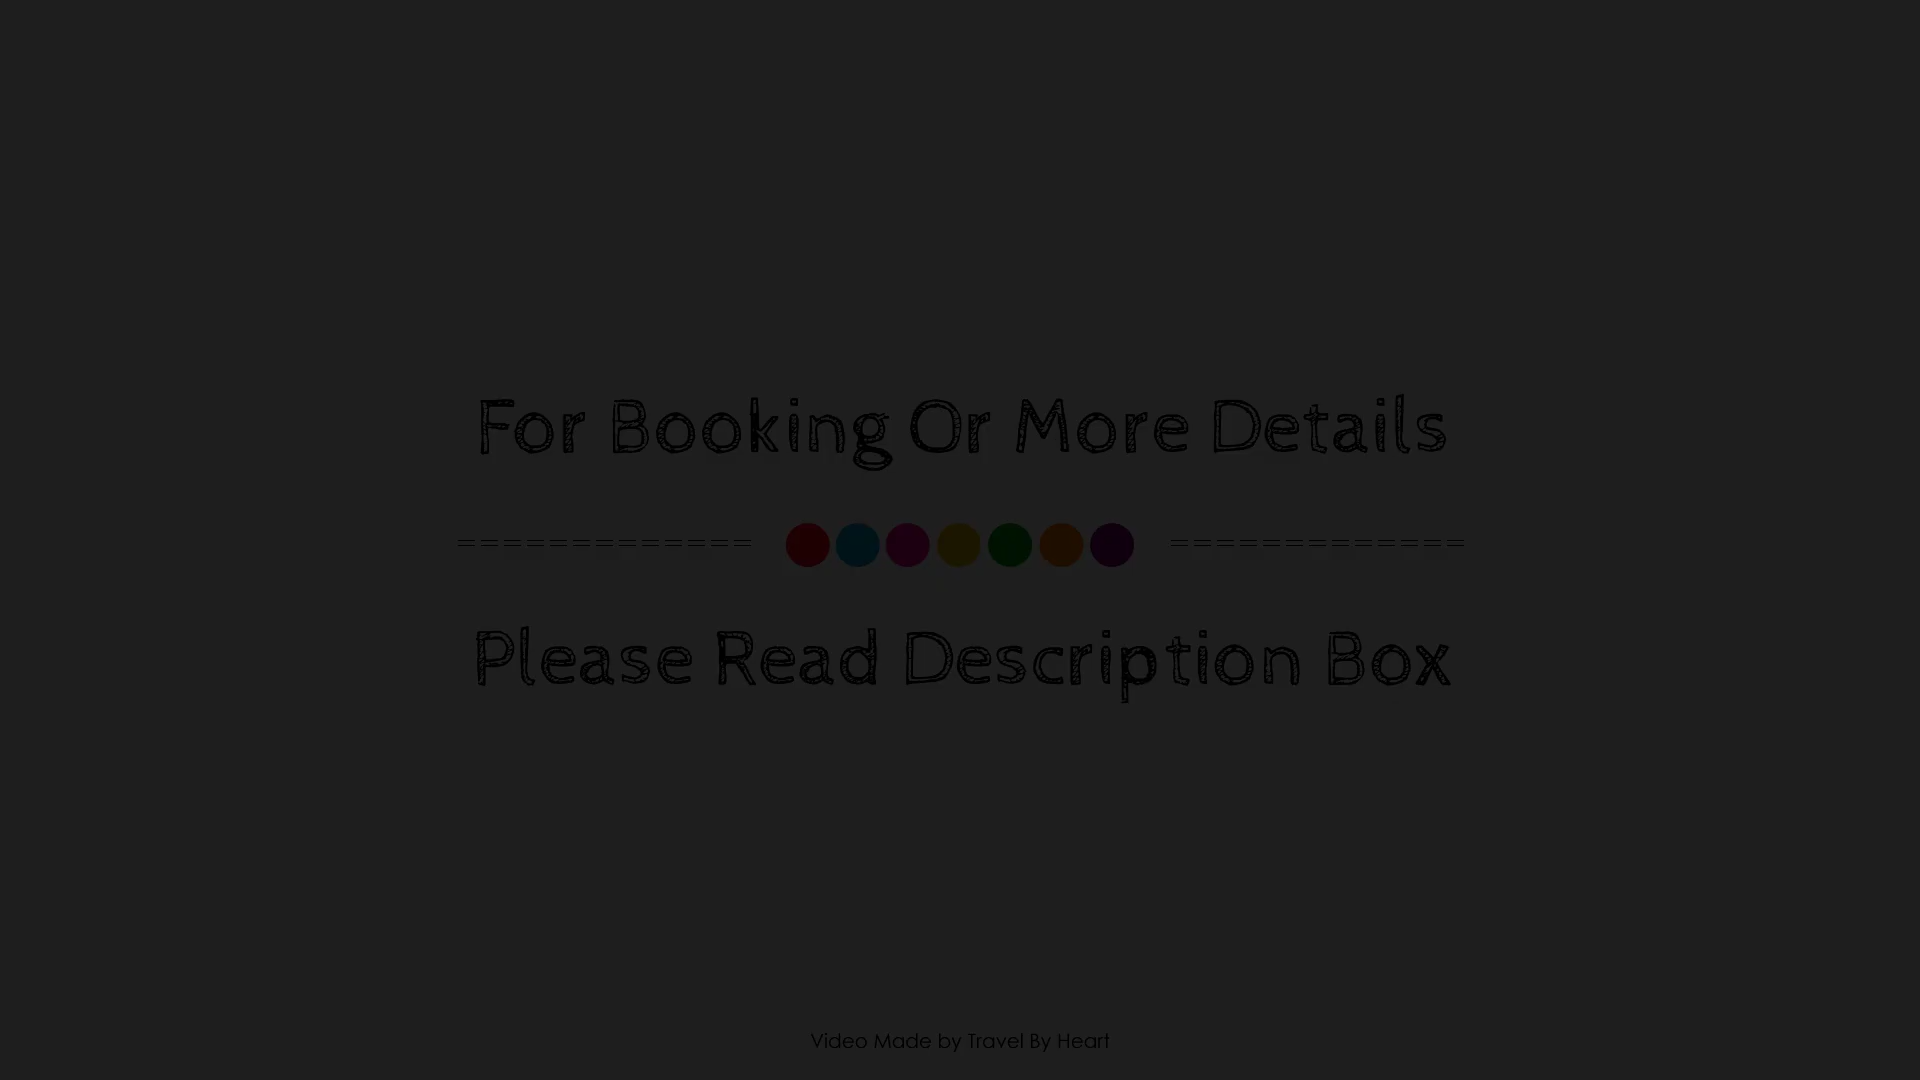 For Booking Or More Details
============= =============
Please Read Description Box
Video Made by Travel By Heart